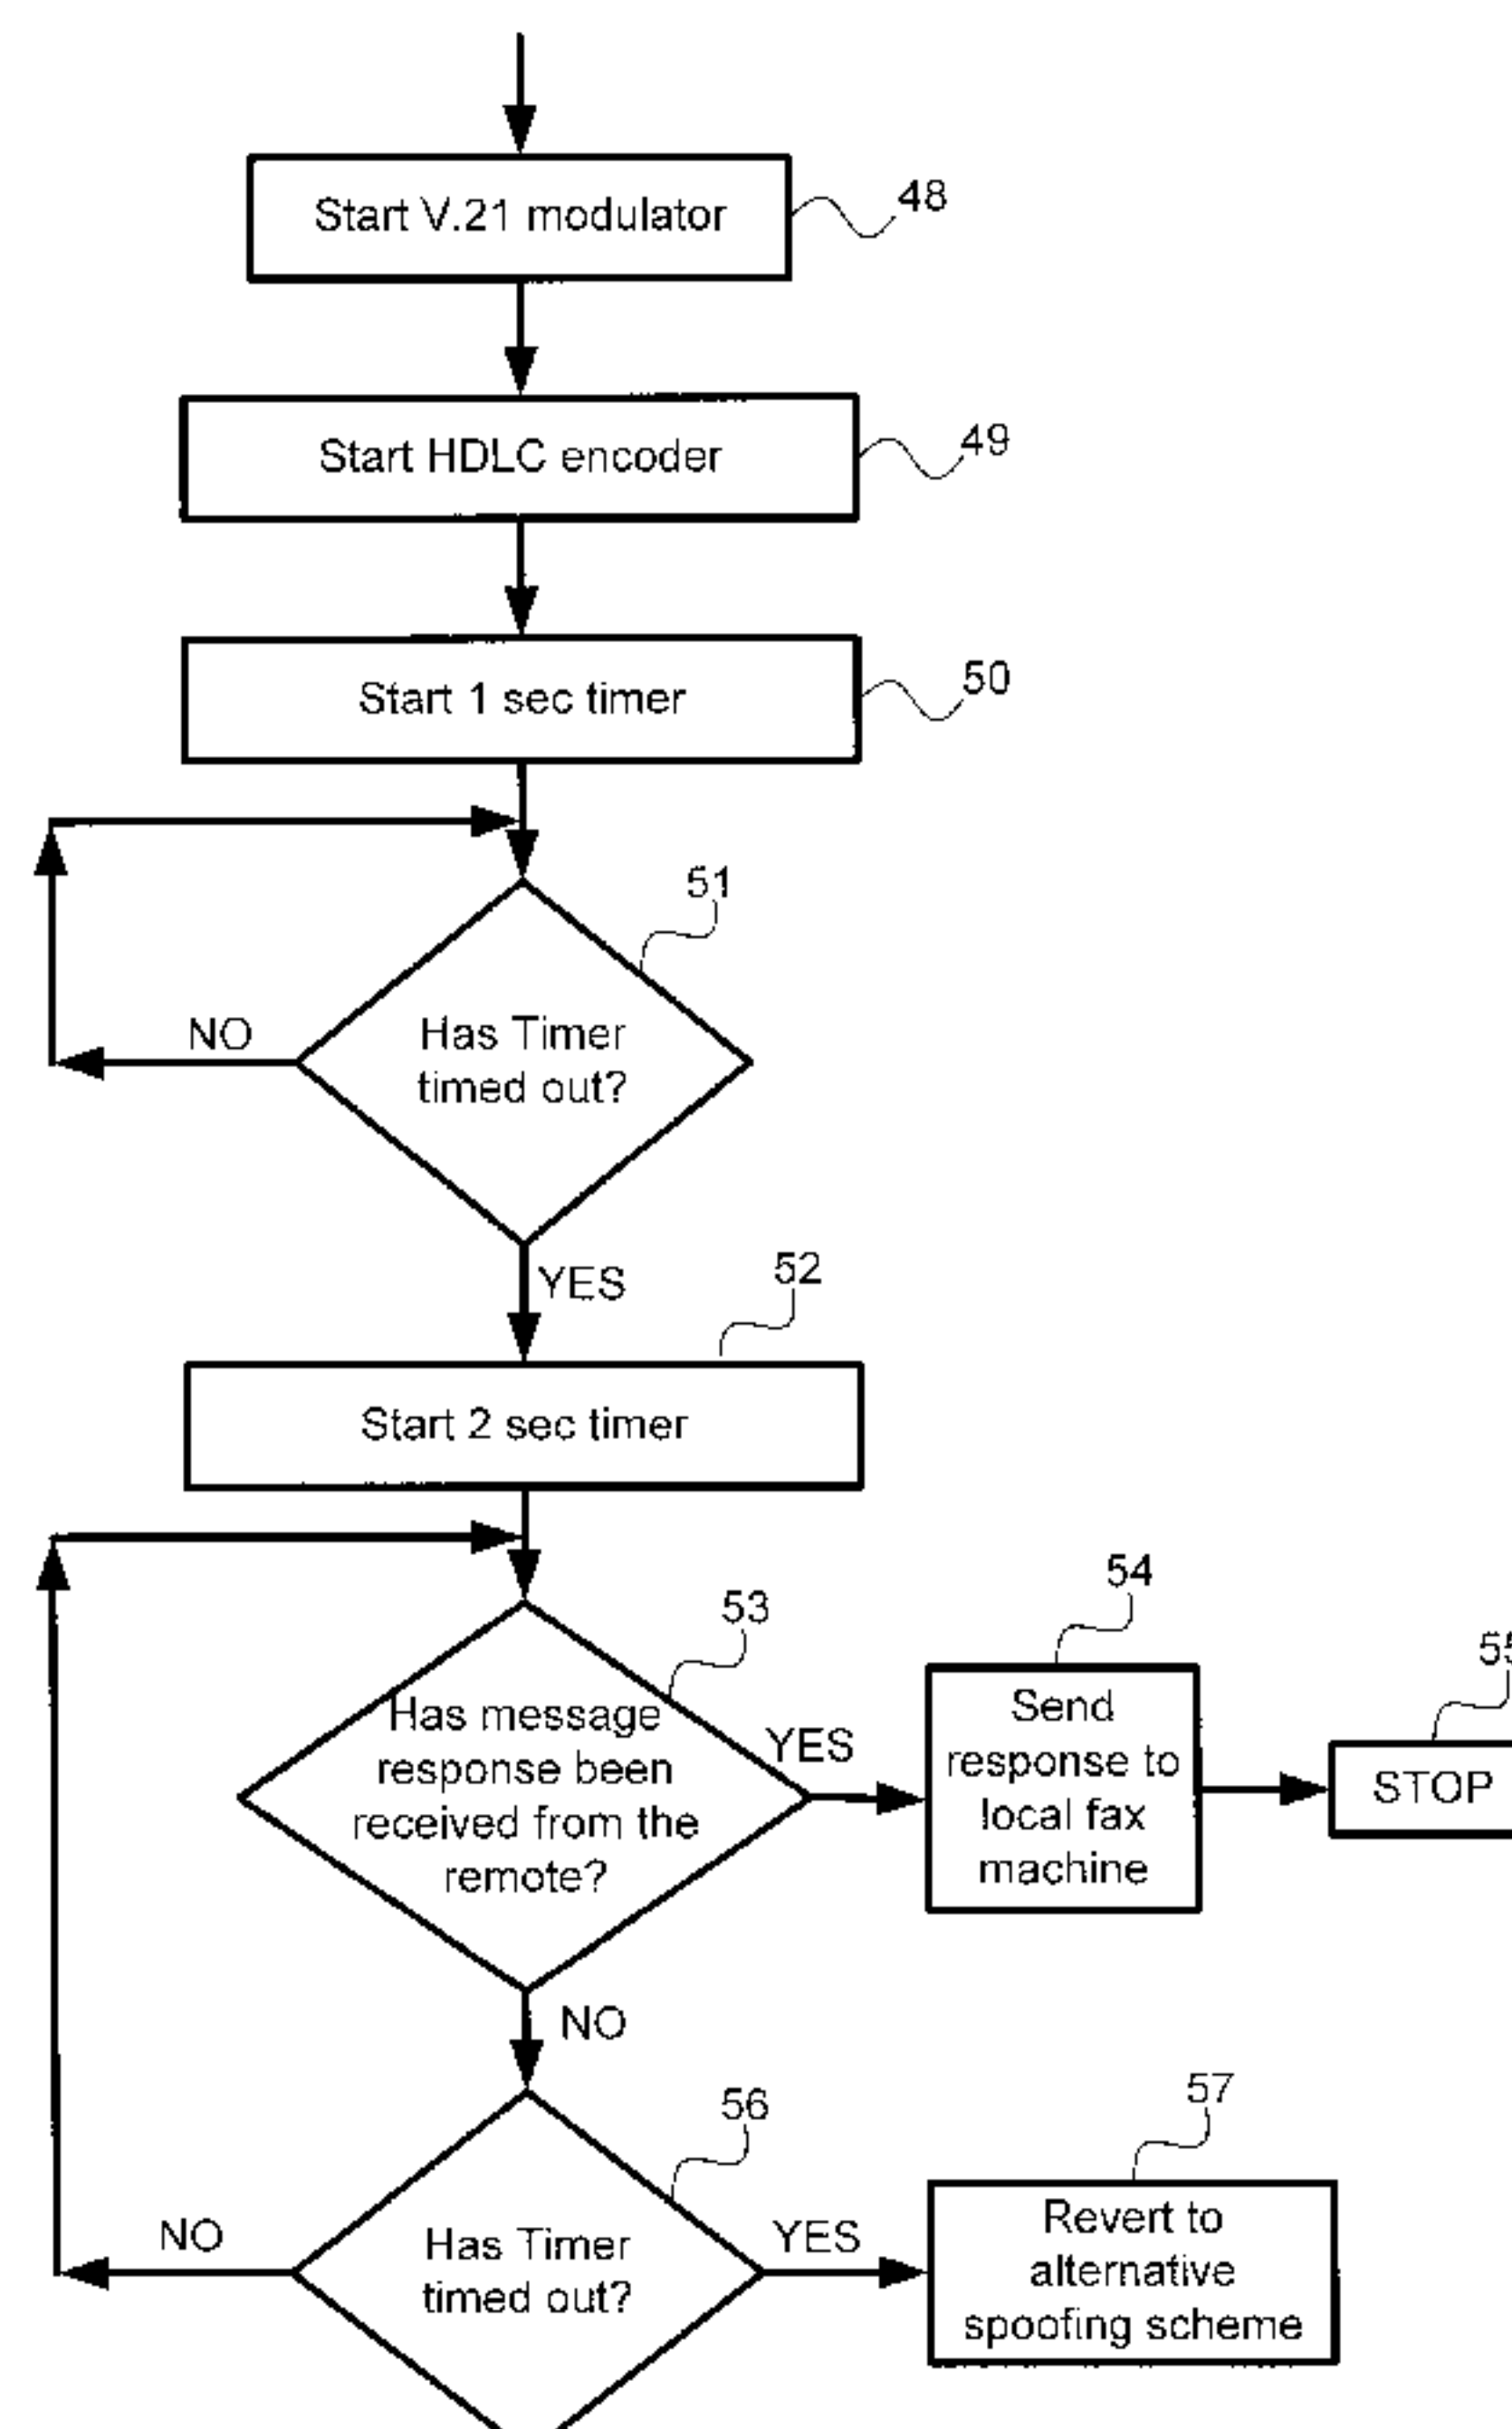 Start V.21 modulator
48
Start HDLC encoder
49
Start 1 sec timer
50
51
Has Timer
timed out?
NO
YES
52
Start 2 sec timer
53
Has message
response been
received from the
remote?
YES
54
Send
response to
local fax
machine
55
STOP
NO
56
Has Timer
timed out?
NO
YES
57
Revert to
alternative
spoofing scheme